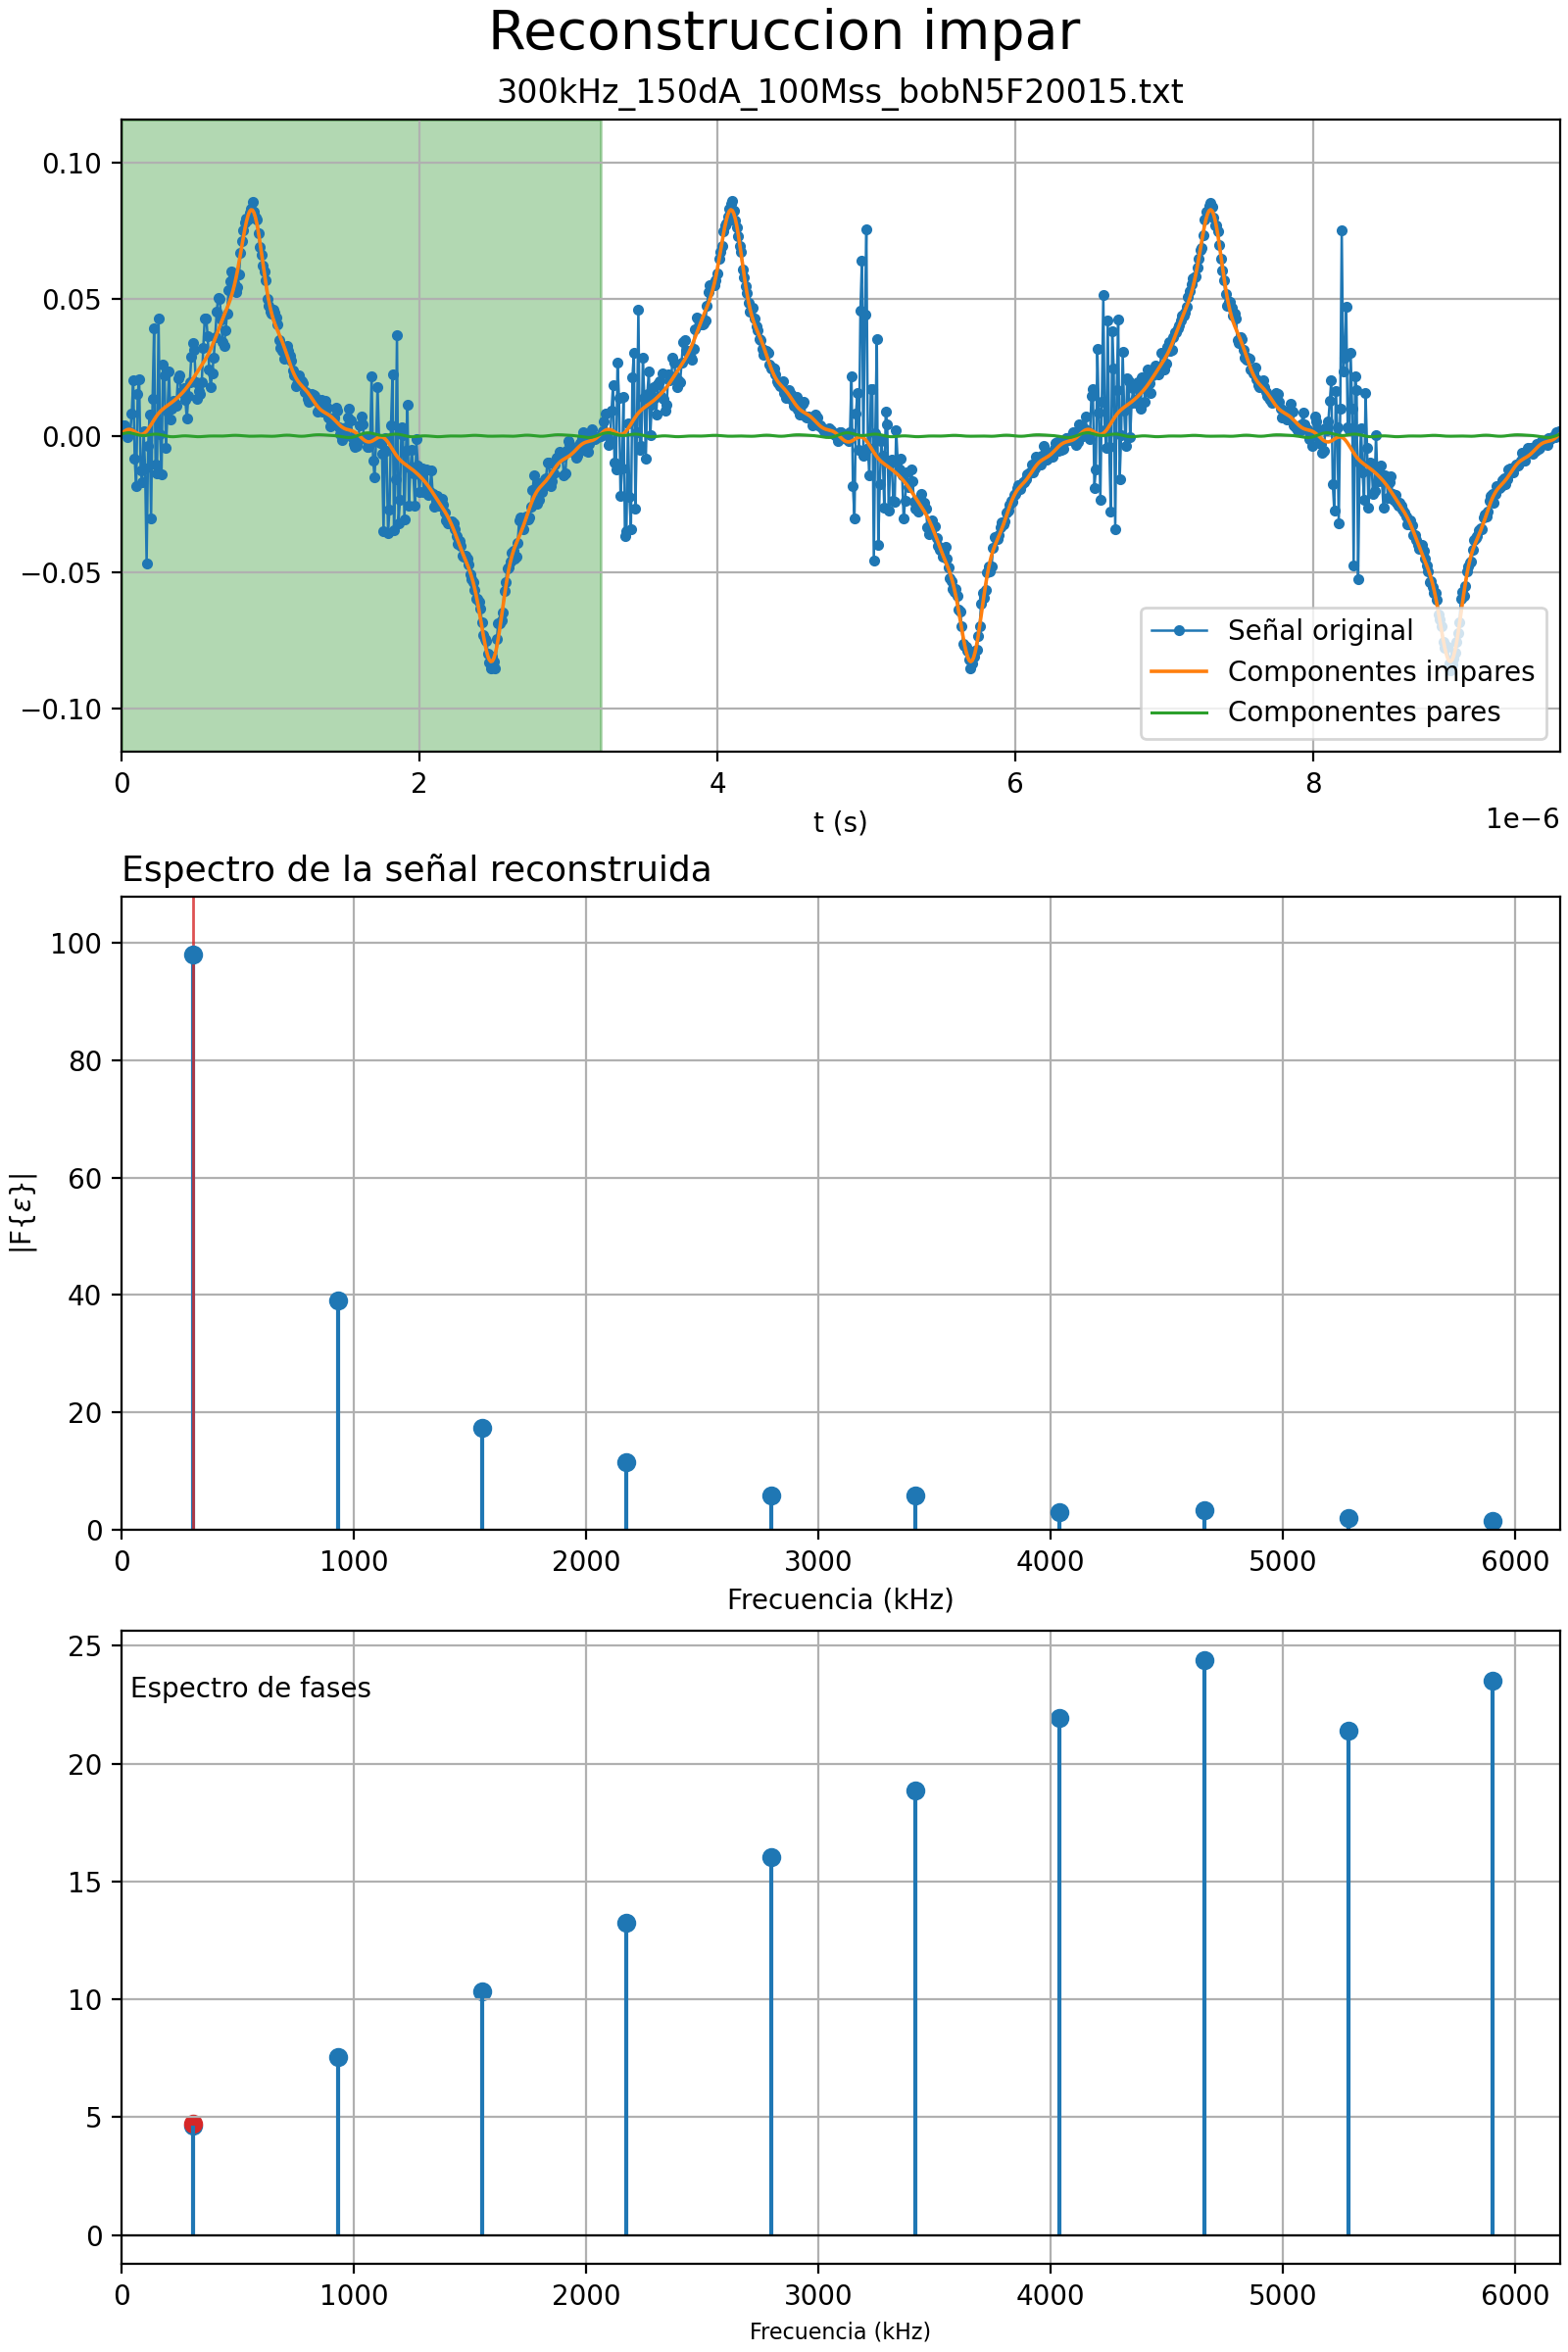 Reconstruccion impar
300kHz_150dA_100Mss_bobN5F20015.txt
0.10
0.05
0.00
−0.05
−0.10
Señal original
Componentes impares
Componentes pares
0 2 4 6 8
t (s)
1e−6
Espectro de la señal reconstruida
100
80
60
40
20
0
|F{ε}|
0 1000 2000 3000 4000 5000 6000
Frecuencia (kHz)
25
20
15
10
5
0
Espectro de fases
0 1000 2000 3000 4000 5000 6000
Frecuencia (kHz)